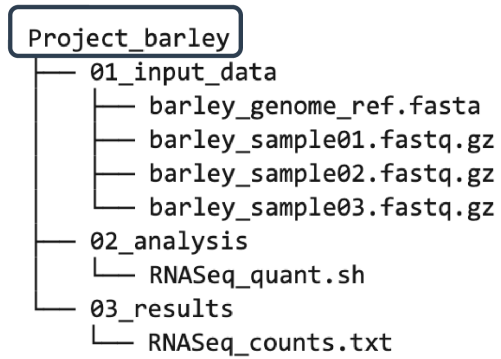 Project_barley
01_input_data
barley_genome_ref.fasta
barley_sample01.fastq.gz
barley_sample02.fastq.gz
barley_sample03.fastq.gz
02_analysis
RNASeq_quant.sh
03_results
RNASeq_counts.txt